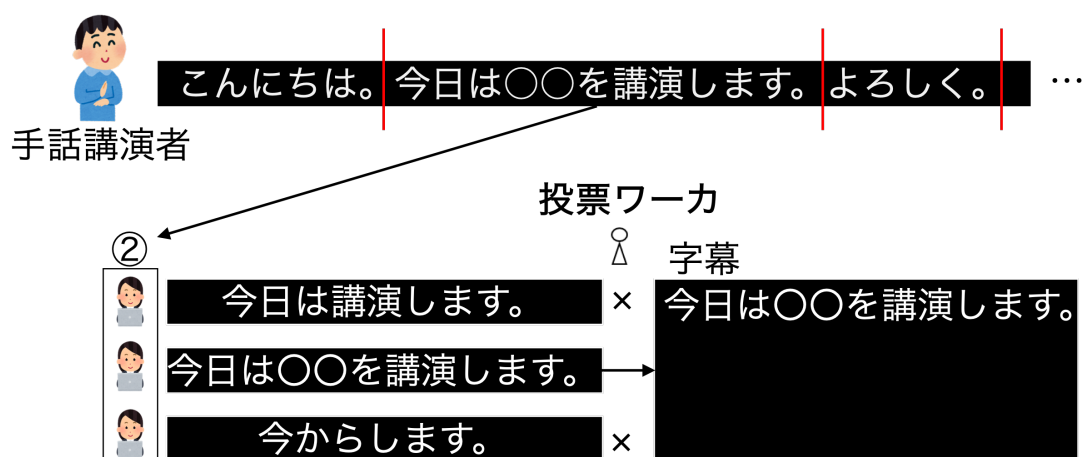 こんにちは。今日は〇〇を講演します。よろしく。 …
手話講演者
投票ワーカ
②
字幕
今日は講演します。 ×
今日は〇〇を講演します。
今日は〇〇を講演します。
今からします。 ×